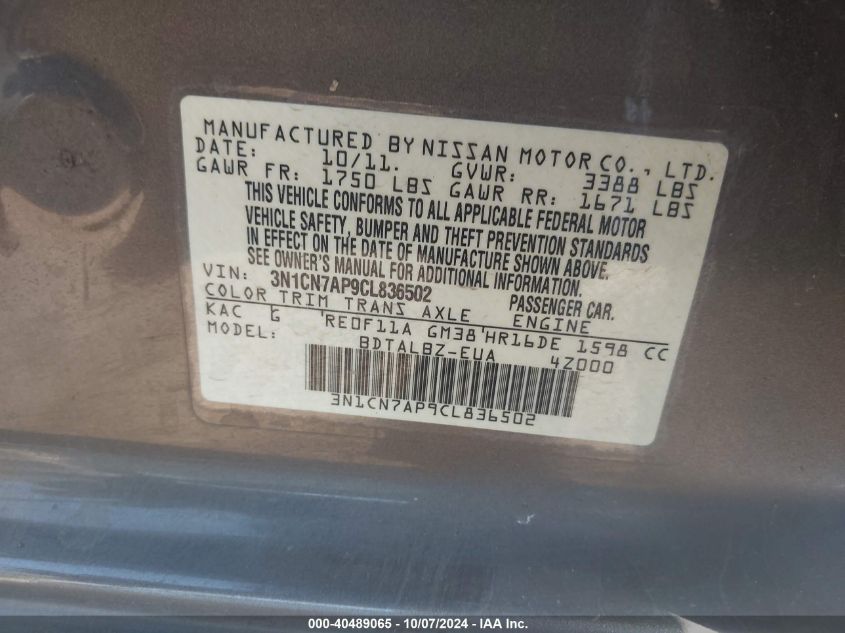 MANUFACTURED BY NISSAN MOTOR CO., LTD.
DATE: 10/11. GVWR: 3388 LBS
GAWR FR: 1750 LBS GAWR RR: 1671 LBS
THIS VEHICLE CONFORMS TO ALL APPLICABLE FEDERAL MOTOR
VEHICLE SAFETY, BUMPER AND THEFT PREVENTION STANDARDS
IN EFFECT ON THE DATE OF MANUFACTURE SHOWN ABOVE.
SEE OWNER'S MANUAL FOR ADDITIONAL INFORMATION.
VIN: 3N1CN7AP9CL836502 PASSENGER CAR.
COLOR TRIM TRANS AXLE ENGINE
KAC G RE0F11A GM38 HR16DE 1598 CC
MODEL: BDTALBZ-EUA 4Z000
3N1CN7AP9CL836502
000-40489065 - 10/07/2024 - IAA Inc.